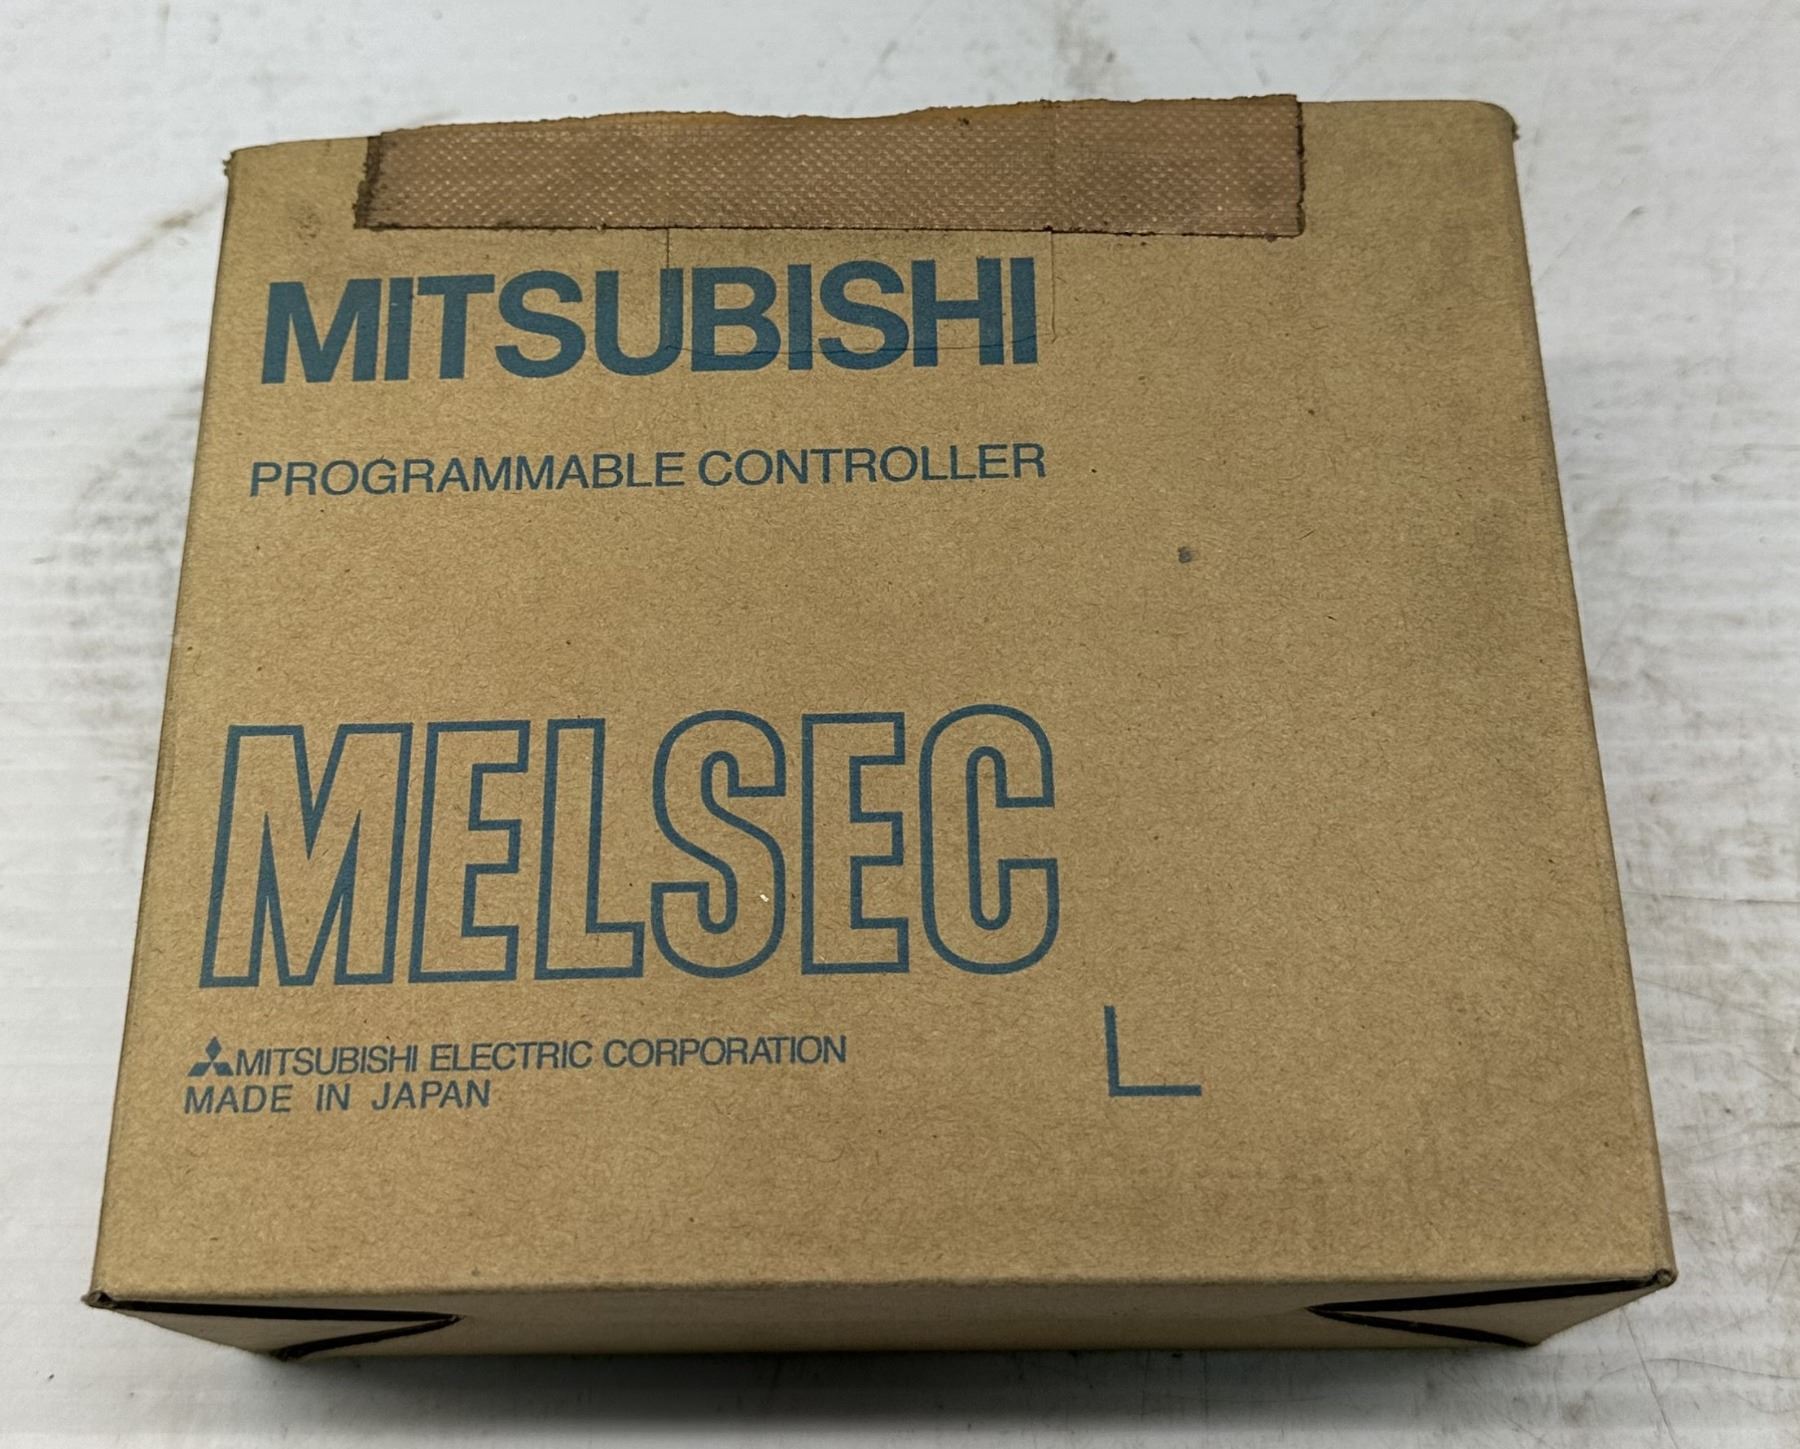 MITSUBISHI
PROGRAMMABLE CONTROLLER
MELSEC
MITSUBISHI ELECTRIC CORPORATION
MADE IN JAPAN